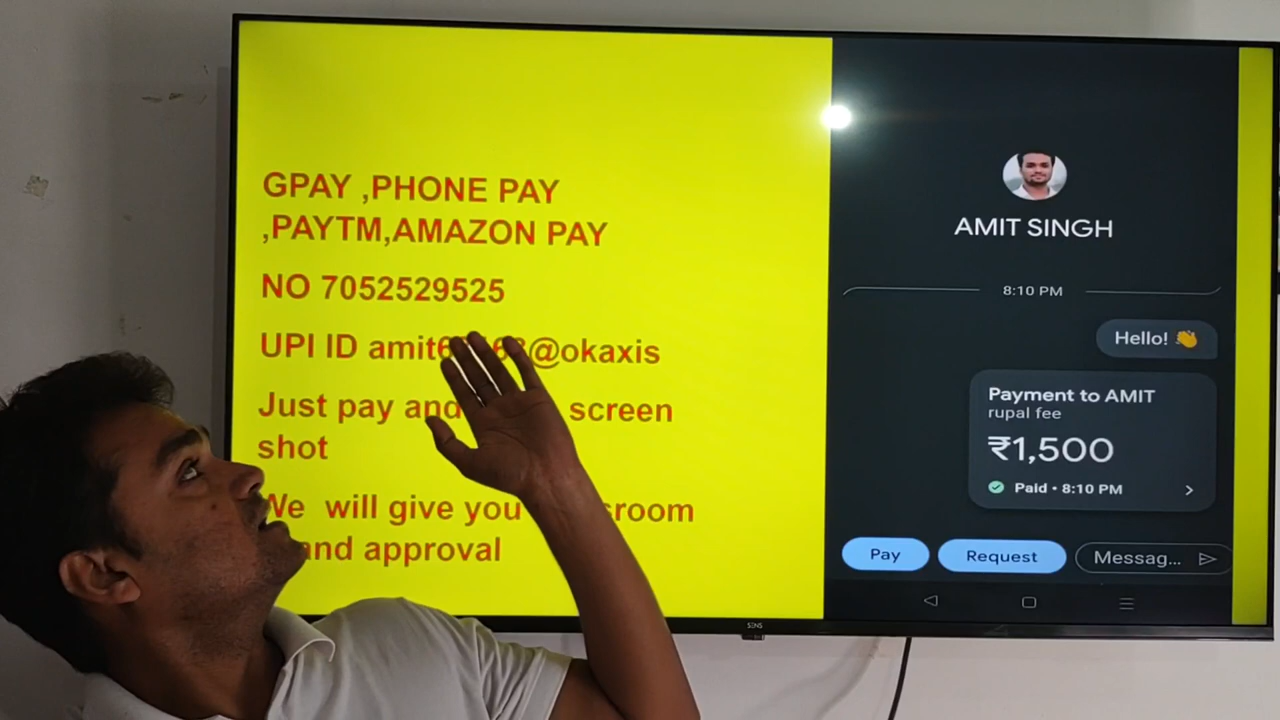 GPAY ,PHONE PAY
,PAYTM,AMAZON PAY
NO 7052529525
UPI ID @okaxis
Just pay and screen
shot
We will give you
and approval
AMIT SINGH
8:10 PM
Hello! 👏
Payment to AMIT
rupal fee
₹1,500
Paid • 8:10 PM
Pay
Request
Messag...
SENS